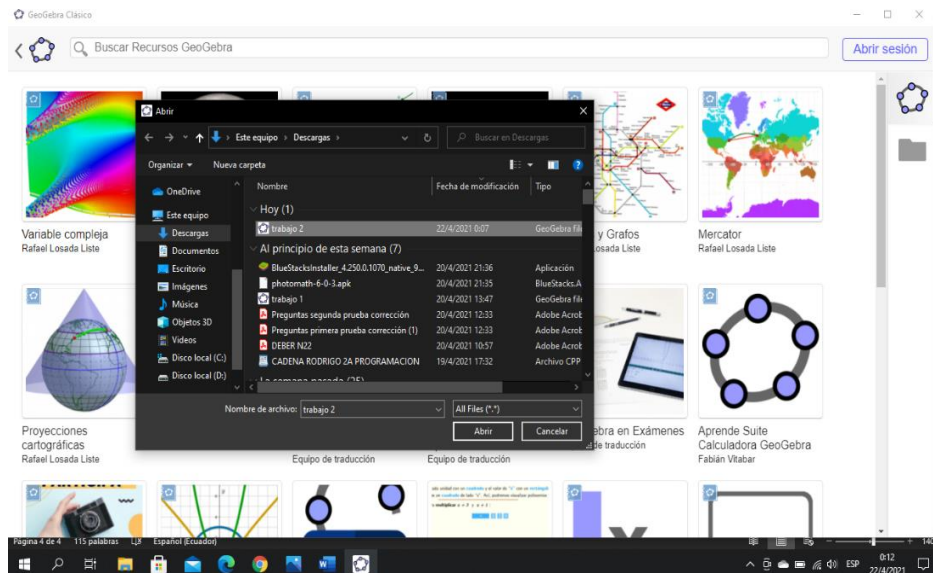 GeoGebra Clásico
Buscar Recursos GeoGebra
Abrir sesión
Abrir
Este equipo > Descargas >
Buscar en Descargas
Organizar
Nueva carpeta
OneDrive
Este equipo
Descargas
Documentos
Escritorio
Imágenes
Música
Objetos 3D
Videos
Disco local (C:)
Disco local (D:)
Nombre Fecha de modificación Tipo
Hoy (1)
trabajo 2 22/4/2021 0:07 GeoGebra file
Al principio de esta semana (7)
BlueStacksInstaller_4.250.0.1070_native_9... 20/4/2021 21:36 Aplicación
photomath-6-0-3.apk 20/4/2021 21:35 BlueStacks.A
trabajo 1 20/4/2021 13:47 GeoGebra file
Preguntas segunda prueba corrección 20/4/2021 12:33 Adobe Acrob
Preguntas primera prueba corrección (1) 20/4/2021 12:33 Adobe Acrob
DEBER N22 20/4/2021 10:57 Adobe Acrob
CADENA RODRIGO 2A PROGRAMACION 19/4/2021 17:32 Archivo CPP
La semana pasada (25)
Nombre de archivo: trabajo 2
All Files (*.*)
Abrir
Cancelar
Variable compleja
Rafael Losada Liste
y Grafos
Losada Liste
Mercator
Rafael Losada Liste
Proyecciones
cartográficas
Rafael Losada Liste
Equipo de traducción
Equipo de traducción
ebra en Exámenes
de traducción
Aprende Suite
Calculadora GeoGebra
Fabián Vitabar
Página 4 de 4 115 palabras Español (Ecuador)
140
ESP
0:12
22/4/2021